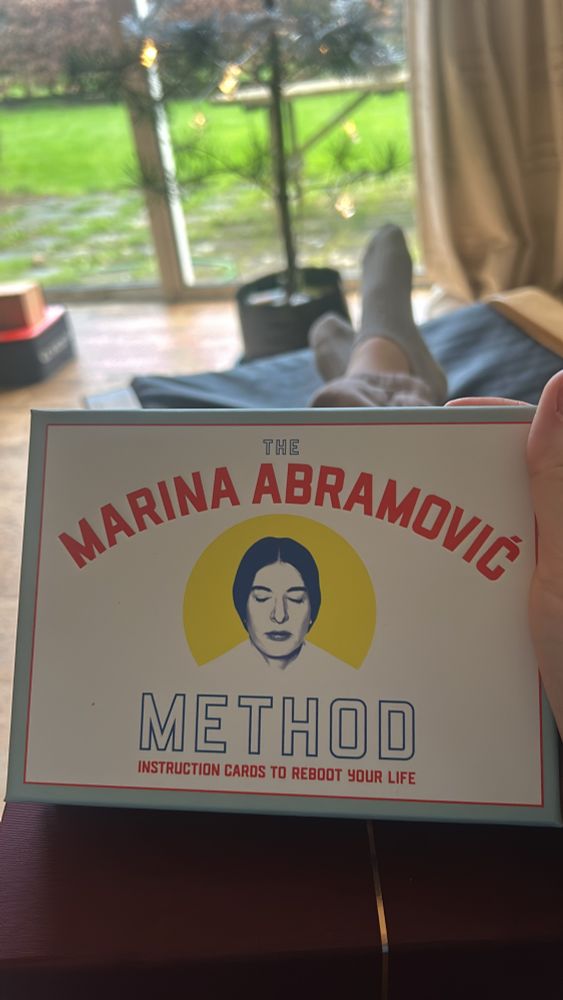 THE
MARINA ABRAMOVIĆ
METHOD
INSTRUCTION CARDS TO REBOOT YOUR LIFE